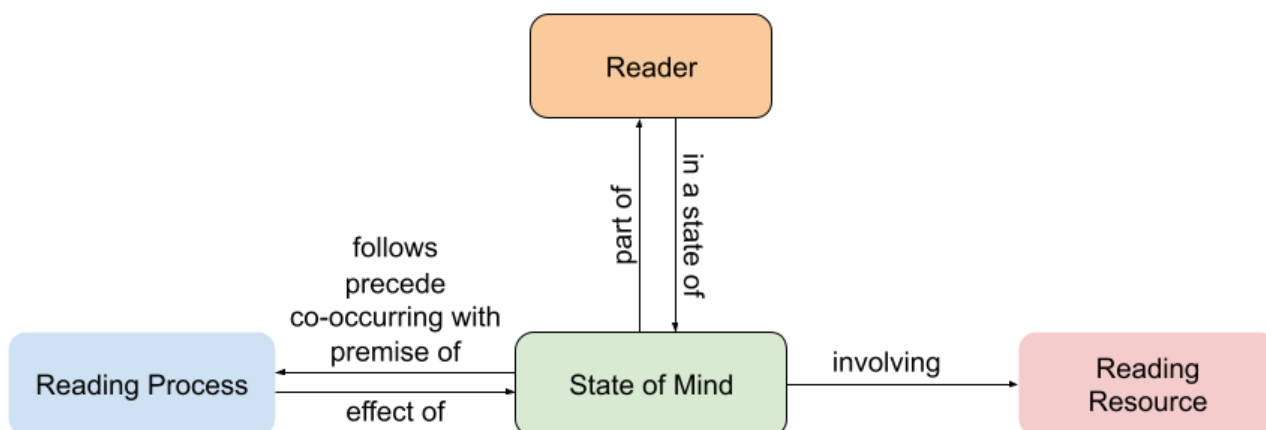 Reader
part of
in a state of
follows
precede
co-occurring with
premise of
Reading Process
effect of
State of Mind
involving
Reading
Resource